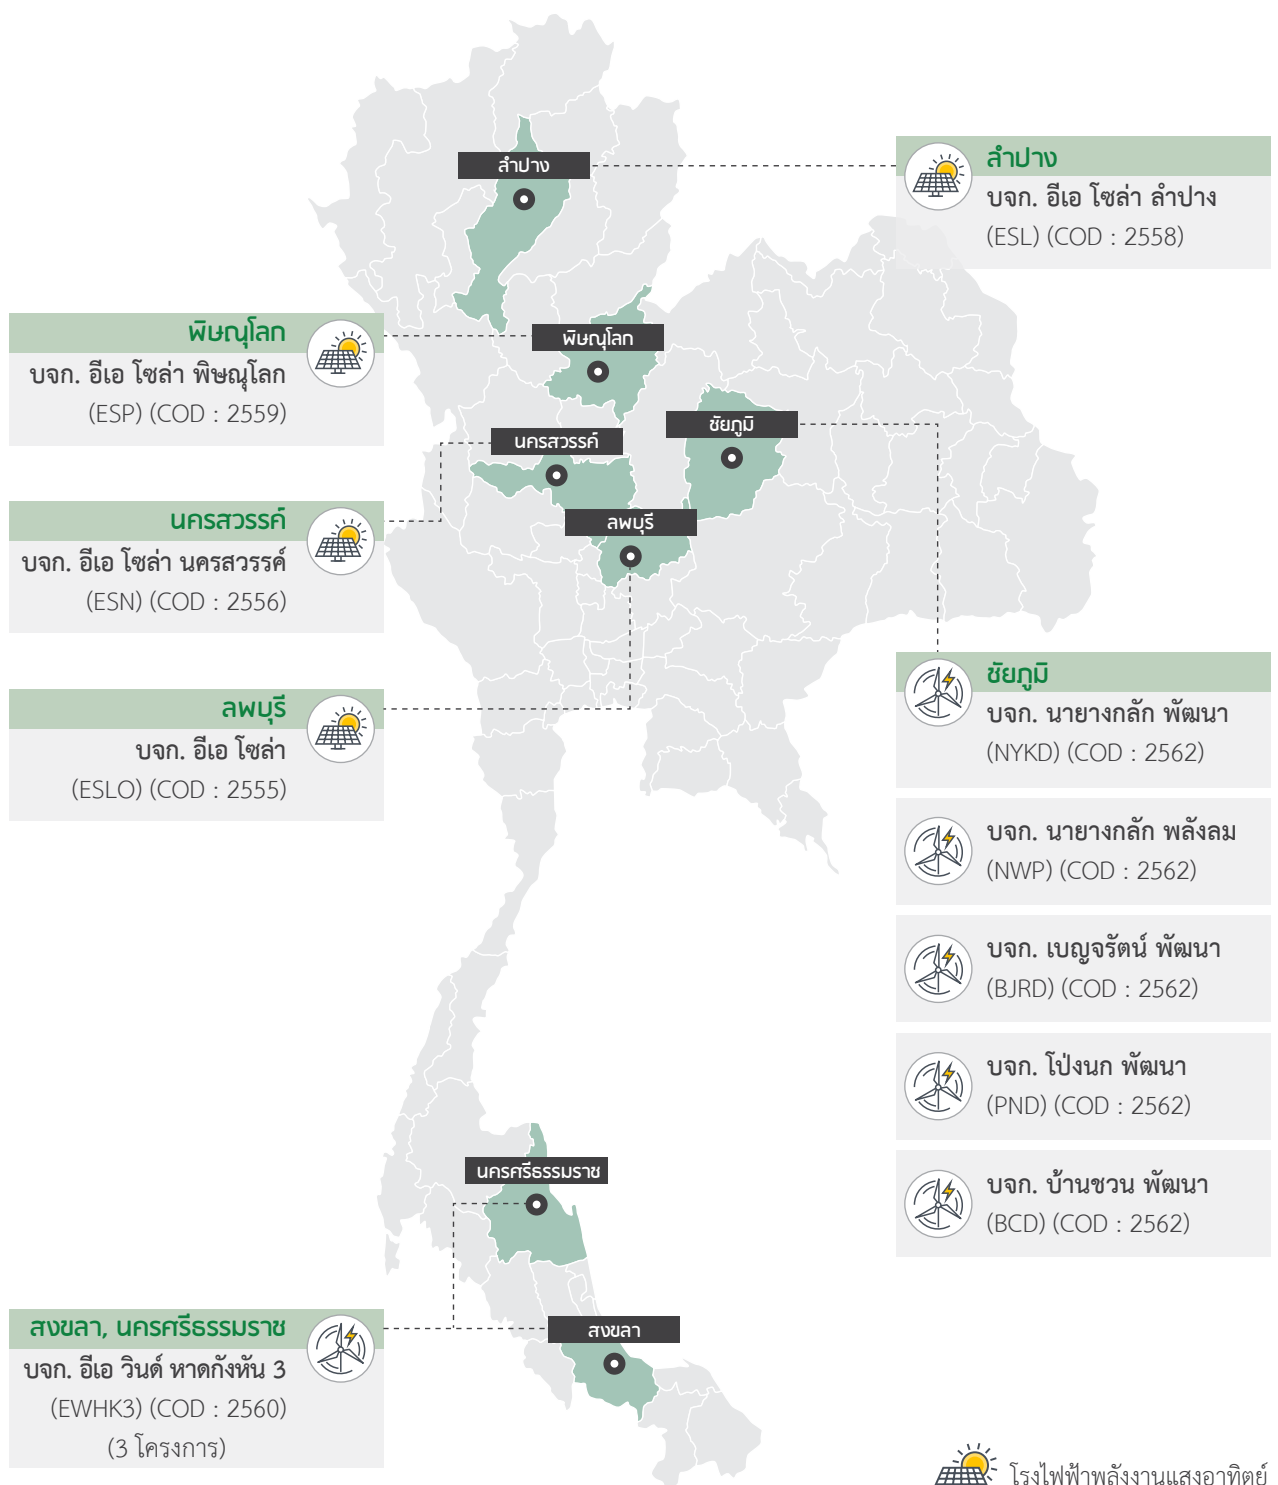 ลำปาง
ลำปาง
บจก. อีเอ โซล่า ลำปาง
(ESL) (COD : 2558)
พิษณุโลก
บจก. อีเอ โซล่า พิษณุโลก
(ESP) (COD : 2559)
พิษณุโลก
ชัยภูมิ
นครสวรรค์
นครสวรรค์
บจก. อีเอ โซล่า นครสวรรค์
(ESN) (COD : 2556)
ลพบุรี
ลพบุรี
บจก. อีเอ โซล่า
(ESLO) (COD : 2555)
ชัยภูมิ
บจก. นายางกลัก พัฒนา
(NYKD) (COD : 2562)
บจก. นายางกลัก พลังลม
(NWP) (COD : 2562)
บจก. เบญจรัตน์ พัฒนา
(BJRD) (COD : 2562)
บจก. โป่งนก พัฒนา
(PND) (COD : 2562)
บจก. บ้านชวน พัฒนา
(BCD) (COD : 2562)
นครศรีธรรมราช
สงขลา, นครศรีธรรมราช
บจก. อีเอ วินด์ หาดกังหัน 3
(EWHK3) (COD : 2560)
(3 โครงการ)
สงขลา
โรงไฟฟ้าพลังงานแสงอาทิตย์